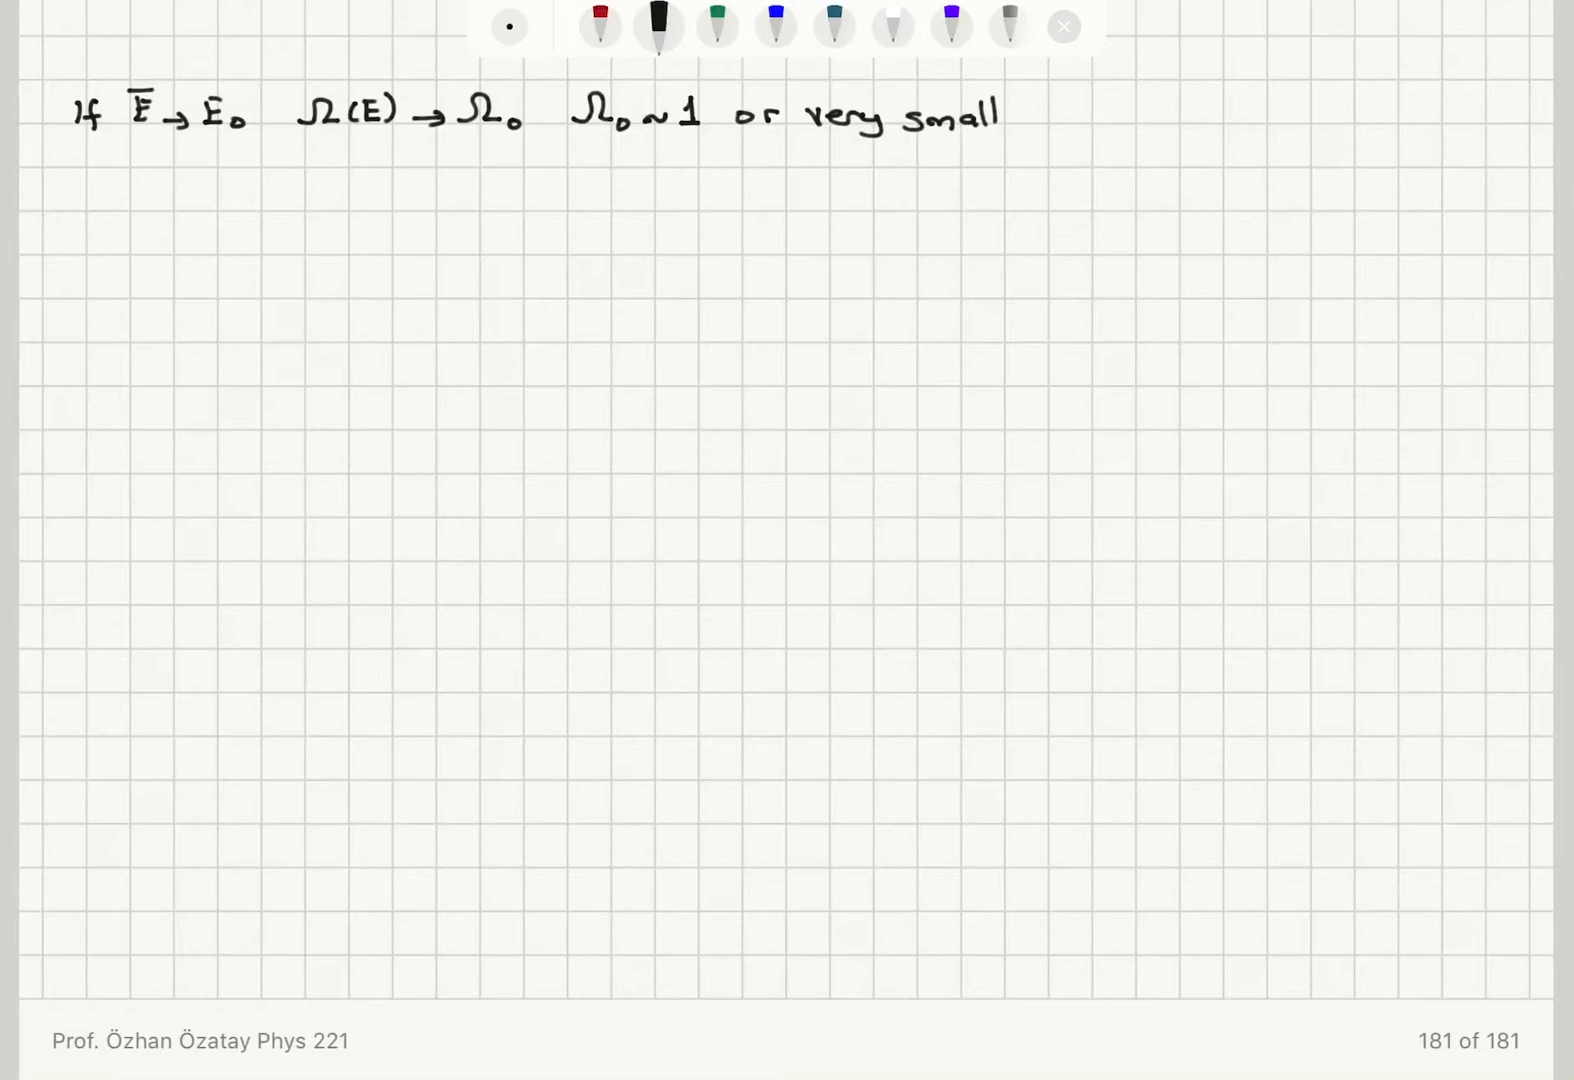 If E̅ → E₀ Ω(E) → Ω₀ Ω₀ ~ 1 or very small
Prof. Özhan Özatay Phys 221
181 of 181